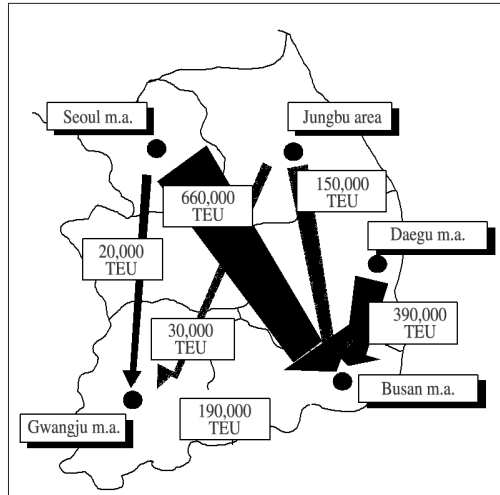 Seoul m.a.
Jungbu area
660,000
TEU
150,000
TEU
Daegu m.a.
20,000
TEU
390,000
TEU
30,000
TEU
Busan m.a.
190,000
TEU
Gwangju m.a.